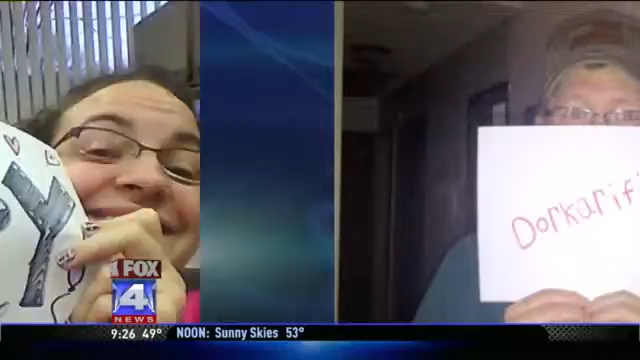 Y
Dorkarifi
FOX
4
NEWS
9:26 49° NOON: Sunny Skies 53°